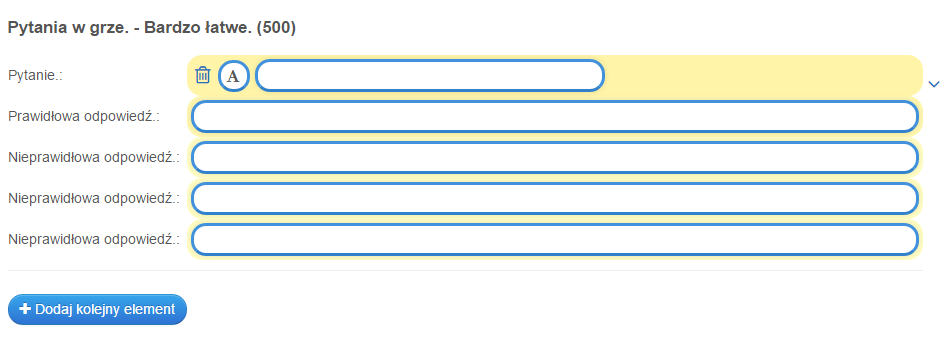 Pytania w grze. - Bardzo łatwe. (500)
Pytanie.:
A
Prawidłowa odpowiedź.:
Nieprawidłowa odpowiedź.:
Nieprawidłowa odpowiedź.:
Nieprawidłowa odpowiedź.:
+ Dodaj kolejny element